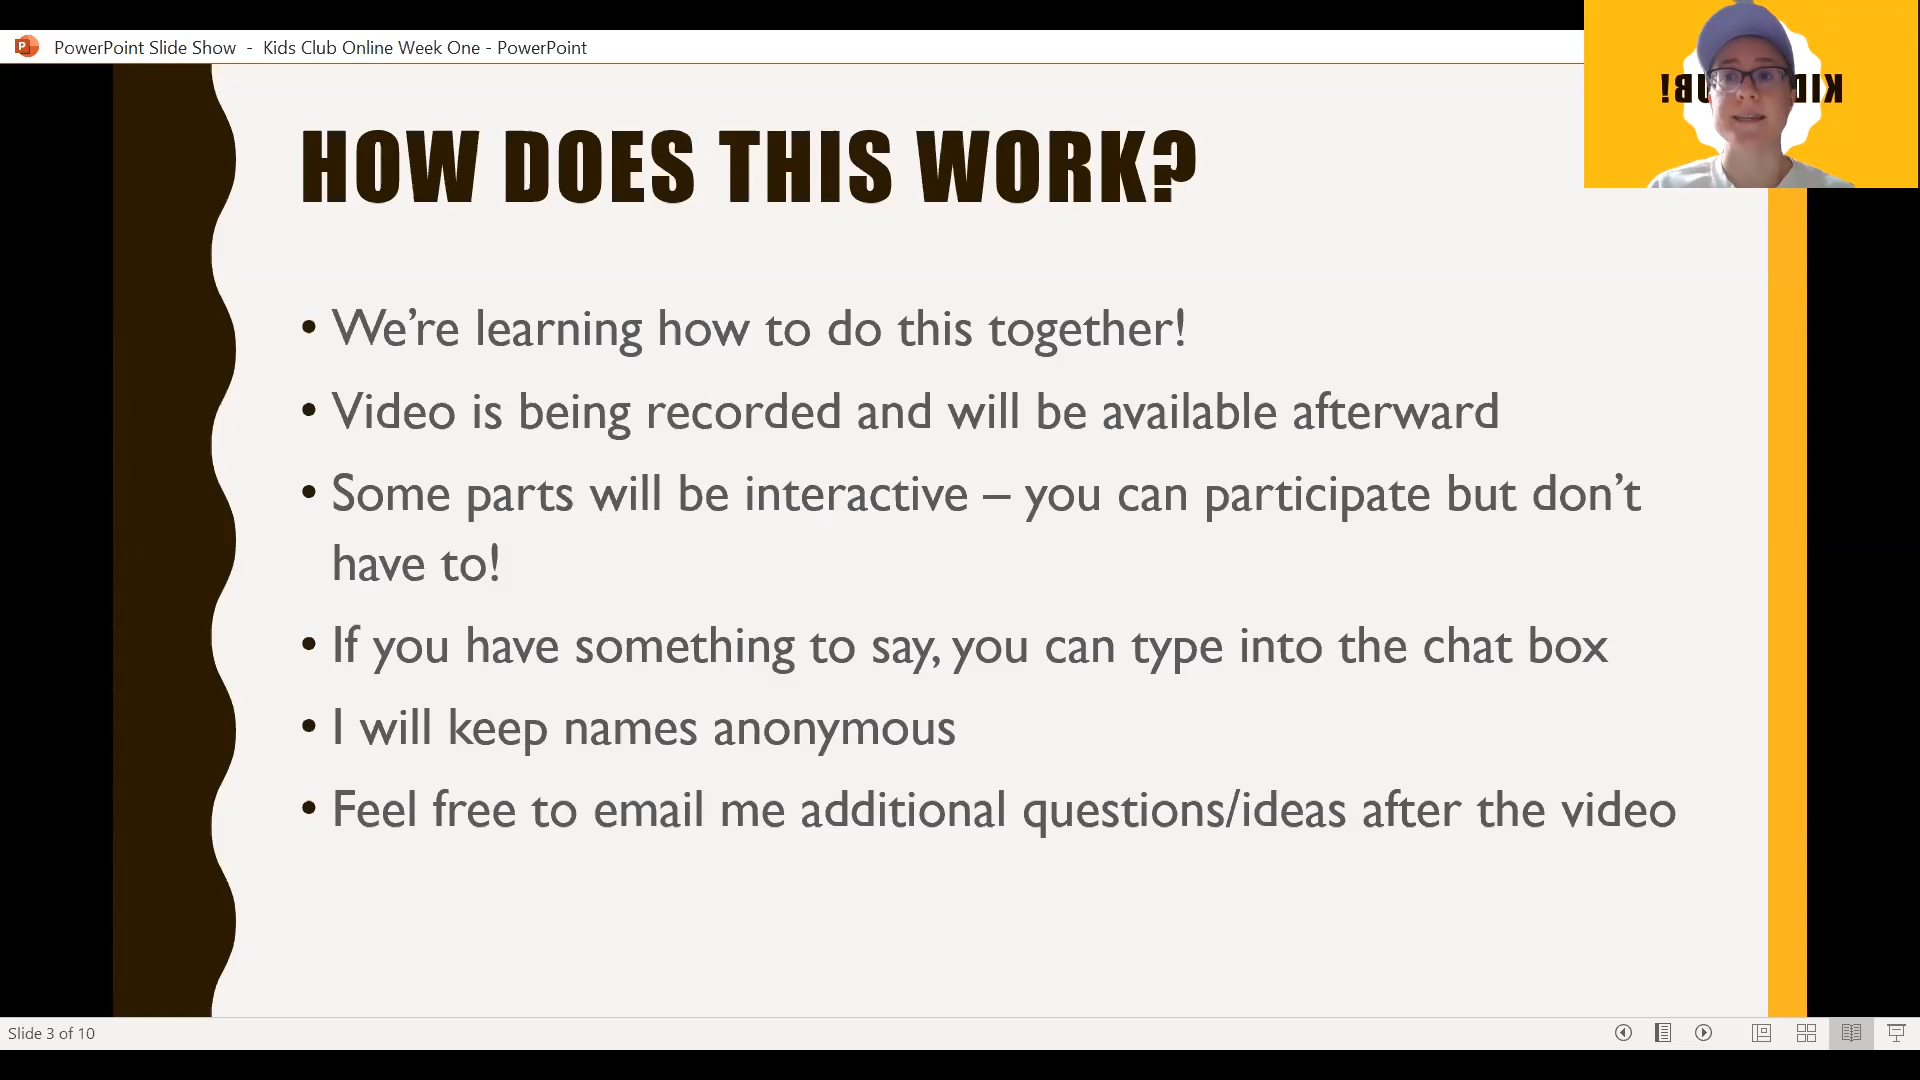 PowerPoint Slide Show - Kids Club Online Week One - PowerPoint
HOW DOES THIS WORK?
• We’re learning how to do this together!
• Video is being recorded and will be available afterward
• Some parts will be interactive – you can participate but don’t
have to!
• If you have something to say, you can type into the chat box
• I will keep names anonymous
• Feel free to email me additional questions/ideas after the video
Slide 3 of 10